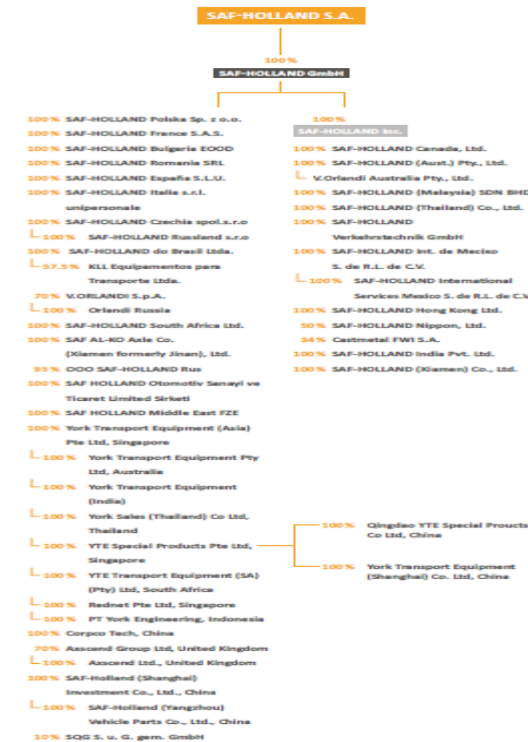 SAF-HOLLAND S.A.
100%
SAF-HOLLAND GmbH
100% SAF-HOLLAND Polska Sp. z o.o.
100% SAF-HOLLAND France S.A.S.
100% SAF-HOLLAND Bulgaria EOOD
100% SAF-HOLLAND Romania SRL
100% SAF-HOLLAND España S.L.U.
100% SAF-HOLLAND Italia s.r.l.
unipersonale
100% SAF-HOLLAND Czechia spol.s.r.o
100% SAF-HOLLAND Russland s.r.o
100% SAF-HOLLAND do Brasil Ltda.
57.5% KLL Equipamentos para
Transporte Ltda.
70% V.ORLANDI S.p.A.
100% Orlandi Russia
100% SAF-HOLLAND South Africa Ltd.
100% SAF AL-KO Axle Co.
(Xiamen formerly Jinan), Ltd.
95% OOO SAF-HOLLAND Rus
100% SAF HOLLAND Otomotiv Sanayi ve
Ticaret Limited Sirketi
100% SAF HOLLAND Middle East FZE
100% York Transport Equipment (Asia)
Pte Ltd, Singapore
100% York Transport Equipment Pty
Ltd, Australia
100% York Transport Equipment
(India)
100% York Sales (Thailand) Co Ltd,
Thailand
100% YTE Special Products Pte Ltd,
Singapore
100% YTE Transport Equipment (SA)
(Pty) Ltd, South Africa
100% Rednet Pte Ltd, Singapore
100% PT York Engineering, Indonesia
100% Corpco Tech, China
70% Axscend Group Ltd, United Kingdom
100% Axscend Ltd., United Kingdom
100% SAF-Holland (Shanghai)
Investment Co., Ltd., China
100% SAF-Holland (Yangzhou)
Vehicle Parts Co., Ltd., China
10% SQG S. u. G. gem. GmbH
100%
SAF-HOLLAND Inc.
100% SAF-HOLLAND Canada, Ltd.
100% SAF-HOLLAND (Aust.) Pty., Ltd.
V.Orlandi Australia Pty., Ltd.
100% SAF-HOLLAND (Malaysia) SDN BHD
100% SAF-HOLLAND (Thailand) Co., Ltd.
100% SAF-HOLLAND
Verkehrstechnik GmbH
100% SAF-HOLLAND Int. de Mecixo
S. de R.L. de C.V.
100% SAF-HOLLAND International
Services Mexico S. de R.L. de C.V.
100% SAF-HOLLAND Hong Kong Ltd.
50% SAF-HOLLAND Nippon, Ltd.
34% Castmetal FWI S.A.
100% SAF-HOLLAND India Pvt. Ltd.
100% SAF-HOLLAND (Xiamen) Co., Ltd.
100% Qingdao YTE Special Proucts
Co Ltd, China
100% York Transport Equipment
(Shanghai) Co. Ltd, China